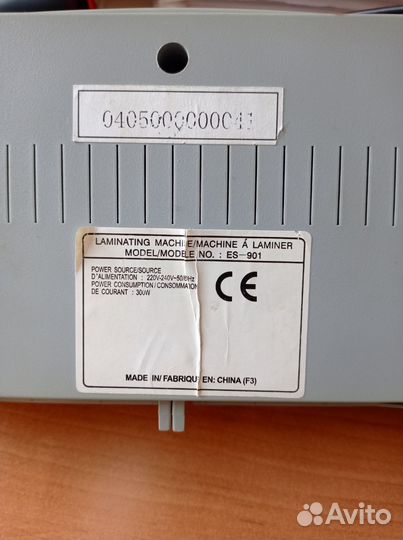 0405000000041
LAMINATING MACHINE/MACHINE Á LAMINER
MODEL/MODELE NO. : ES-901
POWER SOURCE/SOURCE
D'ALIMENTATION : 220V-240V~50/60Hz
POWER CONSUMPTION/CONSOMMATION
DE COURANT : 300W
CE
MADE IN/FABRIQUE EN: CHINA (F3)
Avito